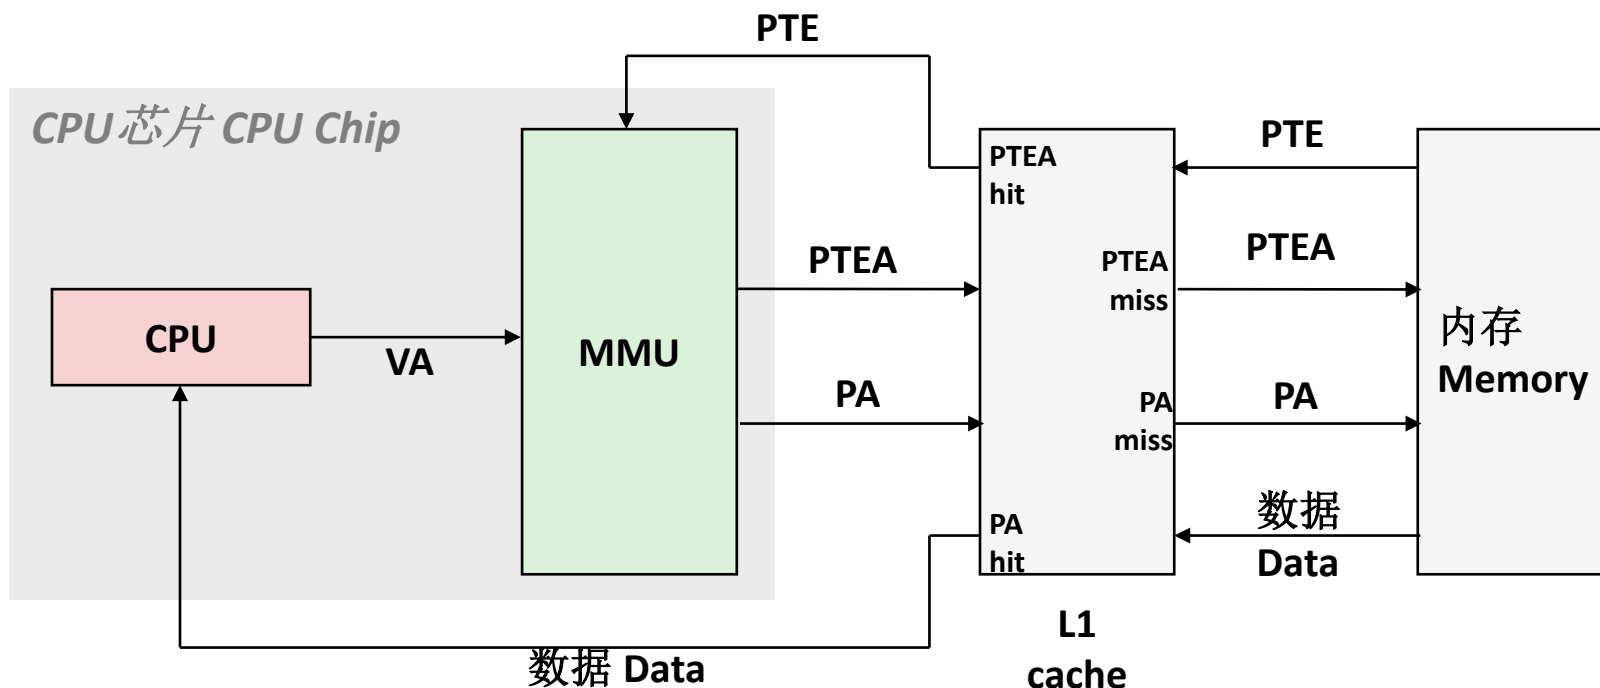 PTE
CPU芯片 CPU Chip
PTEA
hit
PTE
PTEA
PTEA
miss
PTEA
CPU
VA
MMU
内存
Memory
PA
PA
miss
PA
PA
hit
数据
Data
数据 Data
L1
cache